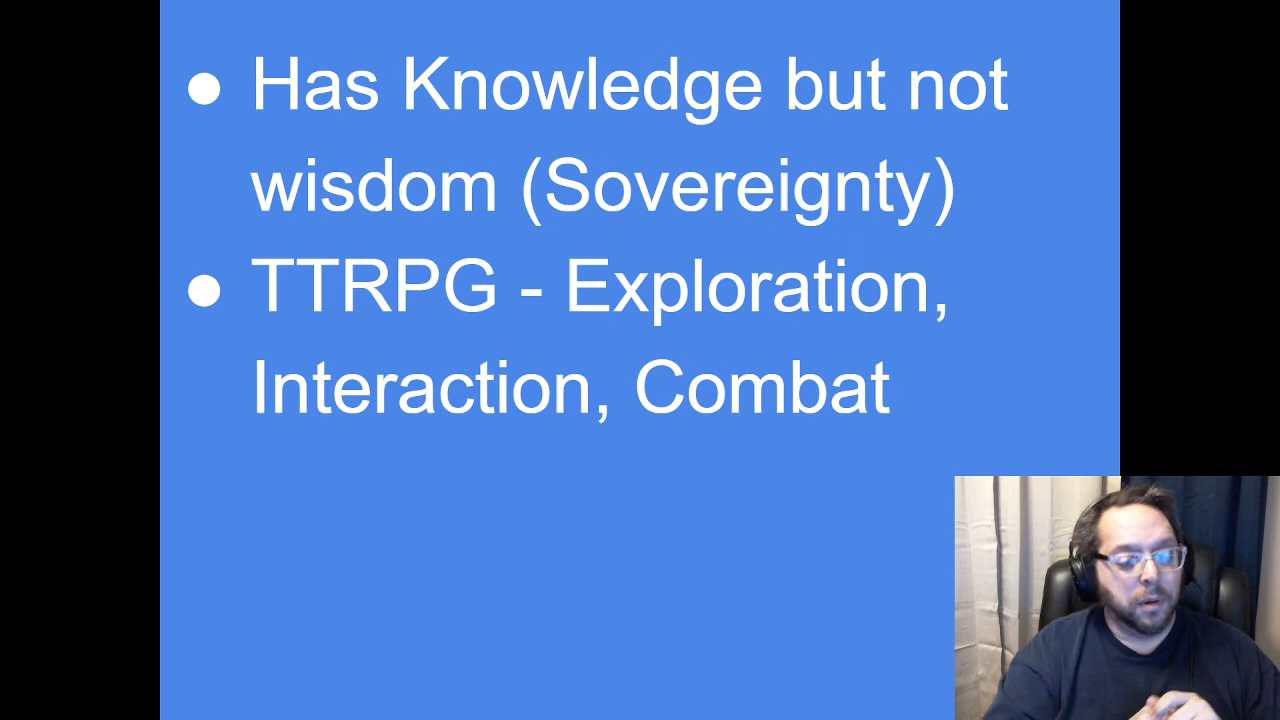 ● Has Knowledge but not
wisdom (Sovereignty)
● TTRPG - Exploration,
Interaction, Combat